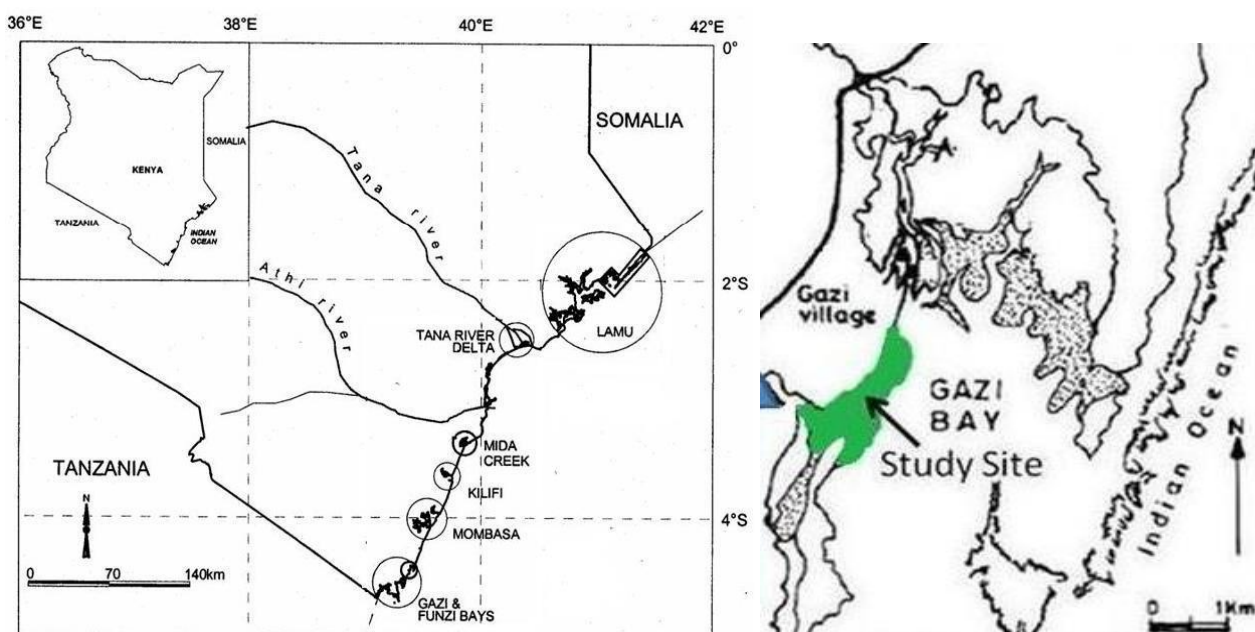 36°E
38°E
40°E
42°E
0°
SOMALIA
SOMALIA
KENYA
TANZANIA
INDIAN
OCEAN
Tana river
Athi river
2°S
LAMU
TANA RIVER
DELTA
MIDA
CREEK
TANZANIA
KILIFI
N
4°S
MOMBASA
0 70 140km
GAZI &
FUNZI BAYS
Gazi
village
GAZI
BAY
Study Site
Indian Ocean
N
0 1Km